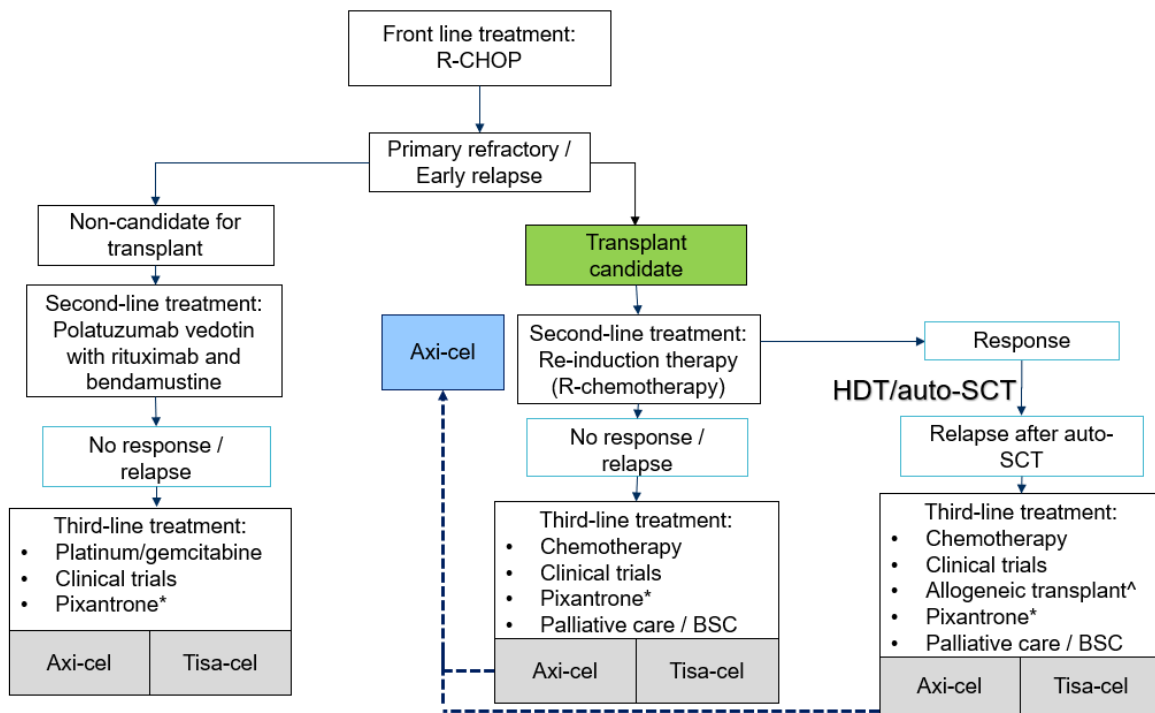 Front line treatment:
R-CHOP
Primary refractory /
Early relapse
Non-candidate for
transplant
Transplant
candidate
Second-line treatment:
Polatuzumab vedotin
with rituximab and
bendamustine
Axi-cel
Second-line treatment:
Re-induction therapy
(R-chemotherapy)
Response
HDT/auto-SCT
No response /
relapse
No response /
relapse
Relapse after auto-
SCT
Third-line treatment:
• Platinum/gemcitabine
• Clinical trials
• Pixantrone*
Axi-cel
Tisa-cel
Third-line treatment:
• Chemotherapy
• Clinical trials
• Pixantrone*
• Palliative care / BSC
Axi-cel
Tisa-cel
Third-line treatment:
• Chemotherapy
• Clinical trials
• Allogeneic transplant^
• Pixantrone*
• Palliative care / BSC
Axi-cel
Tisa-cel